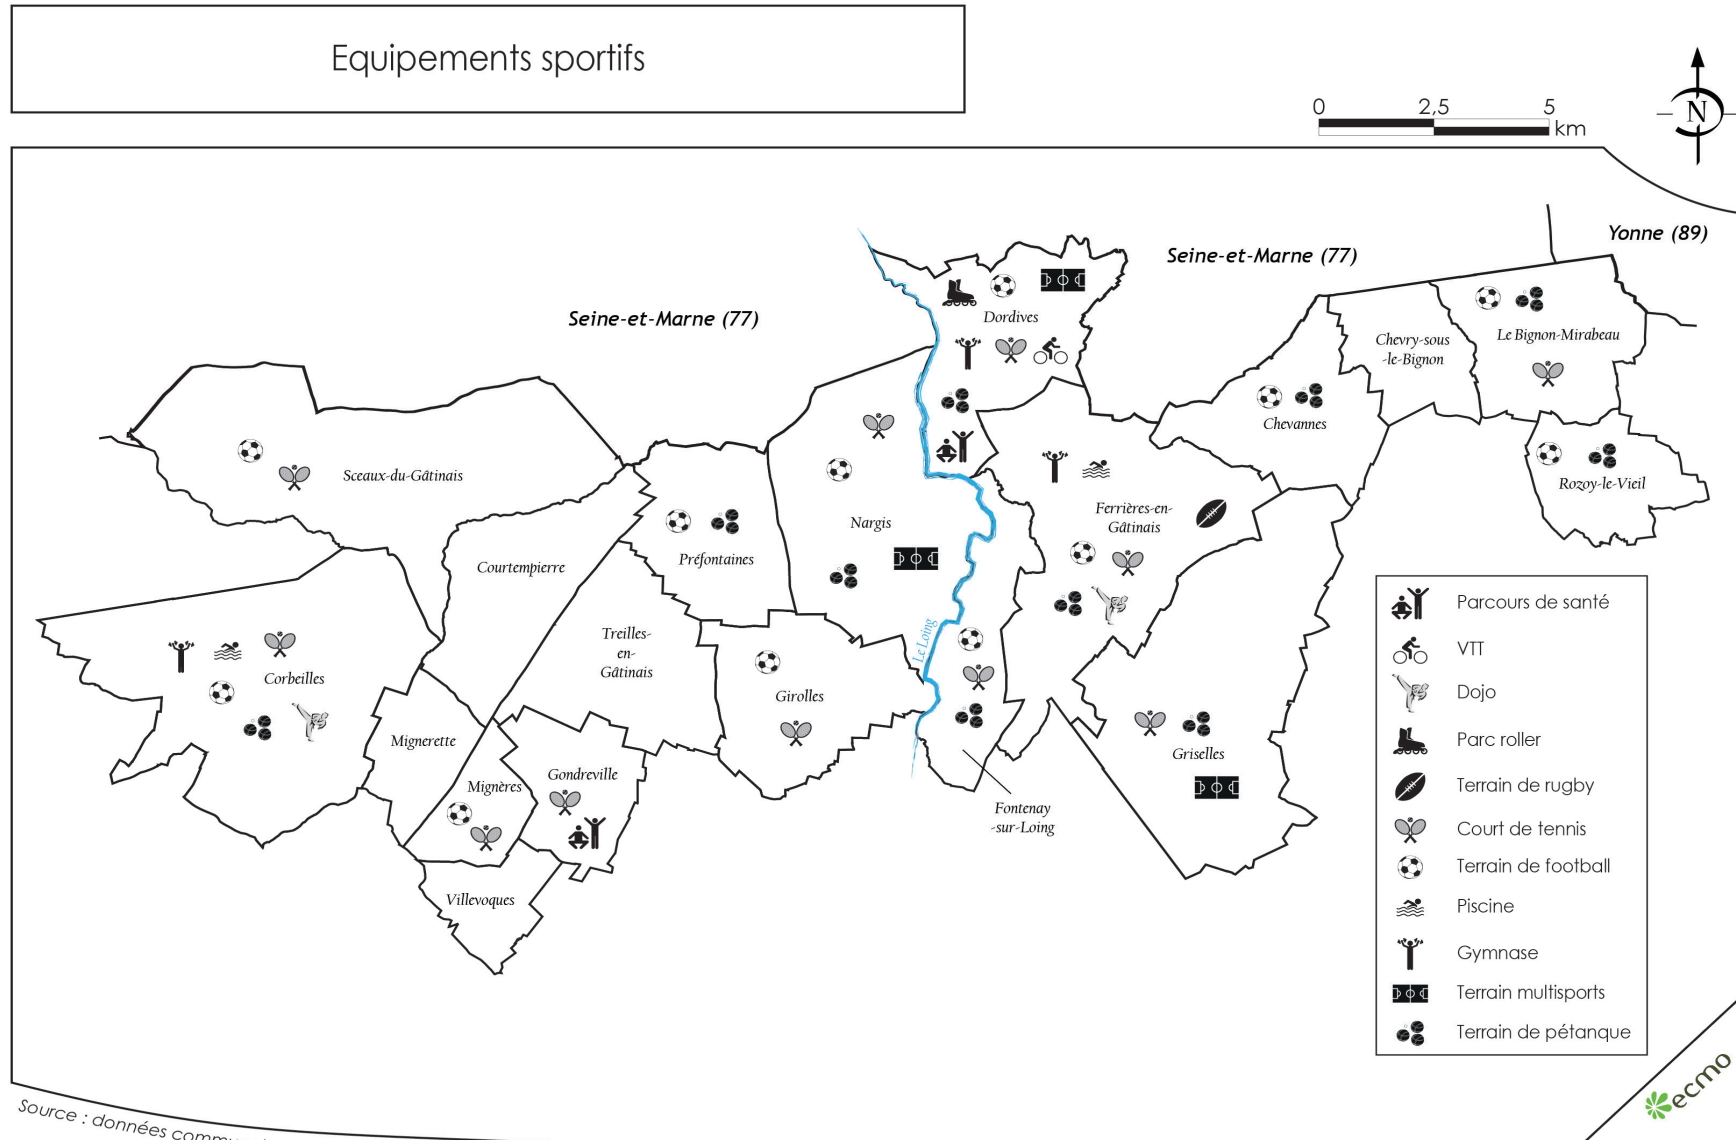 Equipements sportifs
0 2,5 5
km
N
Yonne (89)
Seine-et-Marne (77)
Seine-et-Marne (77)
Dordives
Chevry-sous
-le-Bignon
Le Bignon-Mirabeau
Chevannes
Sceaux-du-Gâtinais
Rozoy-le-Vieil
Nargis
Ferrières-en-
Gâtinais
Préfontaines
Courtempierre
Treilles-
en-
Gâtinais
Le Loing
Corbeilles
Girolles
Mignerette
Griselles
Gondreville
Mignères
Fontenay
-sur-Loing
Villevoques
Parcours de santé
VTT
Dojo
Parc roller
Terrain de rugby
Court de tennis
Terrain de football
Piscine
Gymnase
Terrain multisports
Terrain de pétanque
ecmo
Source : données